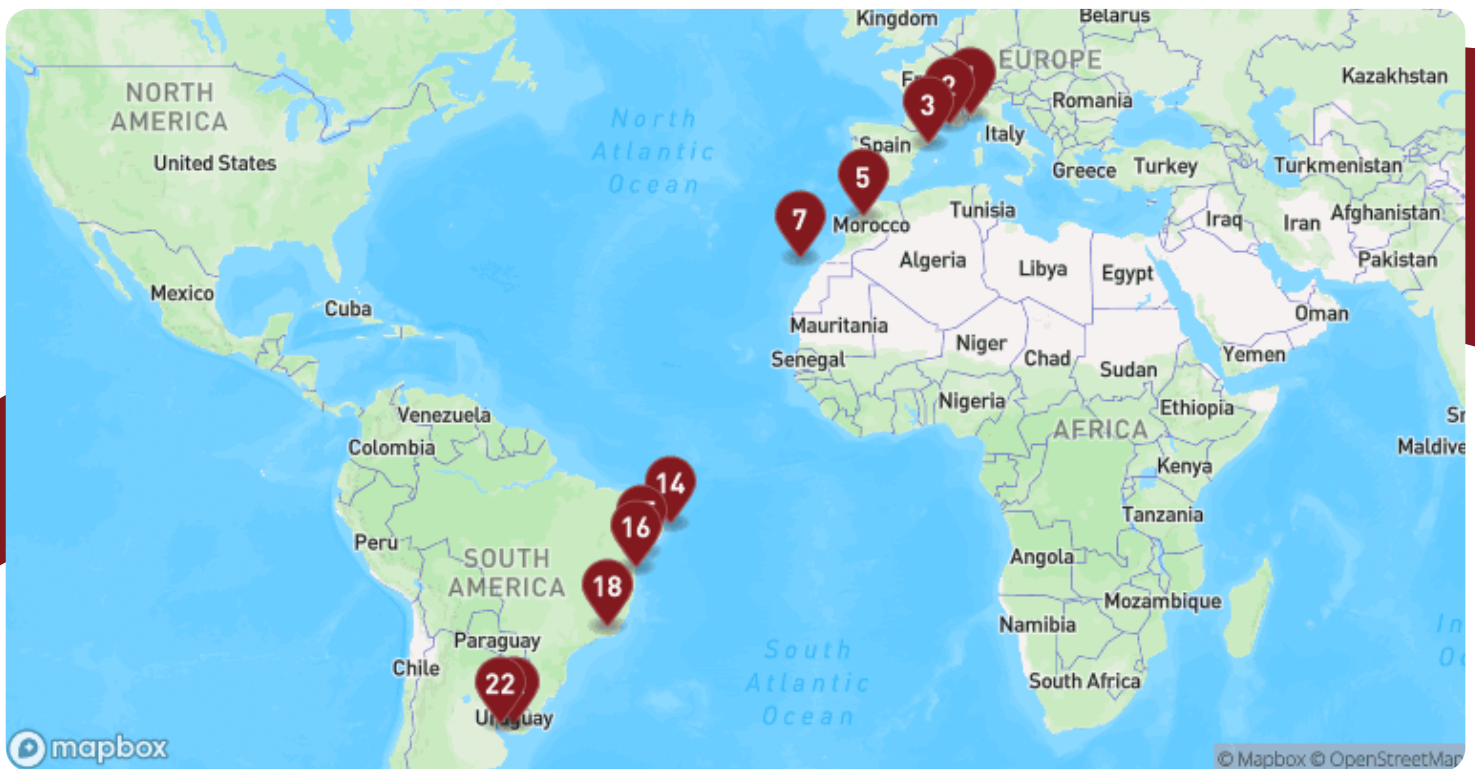 Kingdom
Belarus
EUROPE
Kazakhstan
NORTH
AMERICA
2
3
Romania
Italy
Spain
Greece
Turkey
Turkmenistan
United States
North
Atlantic
Ocean
5
7
Morocco
Tunisia
Iraq
Iran
Afghanistan
Pakistan
Algeria
Libya
Egypt
Mexico
Cuba
Oman
Mauritania
Niger
Chad
Sudan
Yemen
Senegal
Nigeria
Ethiopia
Venezuela
Colombia
AFRICA
Kenya
14
16
Tanzania
Peru
SOUTH
AMERICA
Angola
18
Mozambique
Namibia
Paraguay
Chile
South
Atlantic
Ocean
South Africa
22
Uruguay
mapbox
© Mapbox © OpenStreetMap